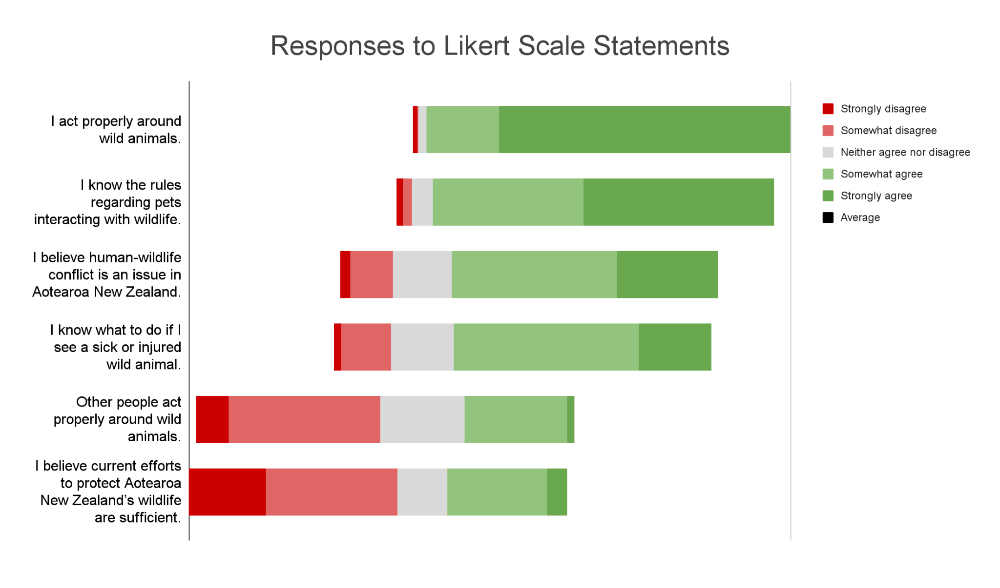 Responses to Likert Scale Statements
I act properly around
wild animals.
I know the rules
regarding pets
interacting with wildlife.
I believe human-wildlife
conflict is an issue in
Aotearoa New Zealand.
I know what to do if I
see a sick or injured
wild animal.
Other people act
properly around wild
animals.
I believe current efforts
to protect Aotearoa
New Zealand’s wildlife
are sufficient.
Strongly disagree
Somewhat disagree
Neither agree nor disagree
Somewhat agree
Strongly agree
Average